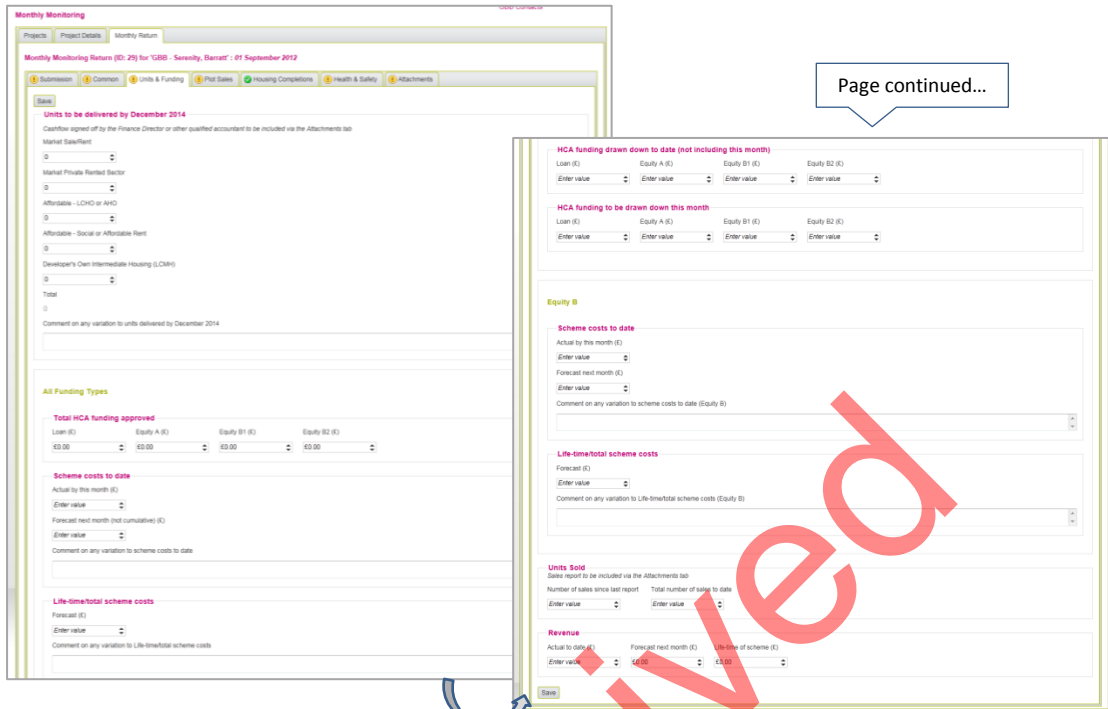 GBB Contacts
Monthly Monitoring
Projects Project Details Monthly Return
Monthly Monitoring Return (ID: 29) for 'GBB - Serenity, Barratt' : 01 September 2012
Submission Common Units & Funding Plot Sales Housing Completions Health & Safety Attachments
Save
Units to be delivered by December 2014
Cashflow signed off by the Finance Director or other qualified accountant to be included via the Attachments tab
Market Sale/Rent
0
Market Private Rented Sector
0
Affordable - LCHO or AHO
0
Affordable - Social or Affordable Rent
0
Developer's Own Intermediate Housing (LCMH)
0
Total
0
Comment on any variation to units delivered by December 2014
All Funding Types
Total HCA funding approved
Loan (£) Equity A (£) Equity B1 (£) Equity B2 (£)
£0.00 £0.00 £0.00 £0.00
Scheme costs to date
Actual by this month (£)
Enter value
Forecast next month (not cumulative) (£)
Enter value
Comment on any variation to scheme costs to date
Life-time/total scheme costs
Forecast (£)
Enter value
Comment on any variation to Life-time/total scheme costs
Page continued...
HCA funding drawn down to date (not including this month)
Loan (£) Equity A (£) Equity B1 (£) Equity B2 (£)
Enter value Enter value Enter value Enter value
HCA funding to be drawn down this month
Loan (£) Equity A (£) Equity B1 (£) Equity B2 (£)
Enter value Enter value Enter value Enter value
Equity B
Scheme costs to date
Actual by this month (£)
Enter value
Forecast next month (£)
Enter value
Comment on any variation to scheme costs to date (Equity B)
Life-time/total scheme costs
Forecast (£)
Enter value
Comment on any variation to Life-time/total scheme costs (Equity B)
Units Sold
Sales report to be included via the Attachments tab
Number of sales since last report Total number of sales to date
Enter value Enter value
Revenue
Actual to date (£) Forecast next month (£) Life-time of scheme (£)
Enter value £0.00 £0.00
Save
ived